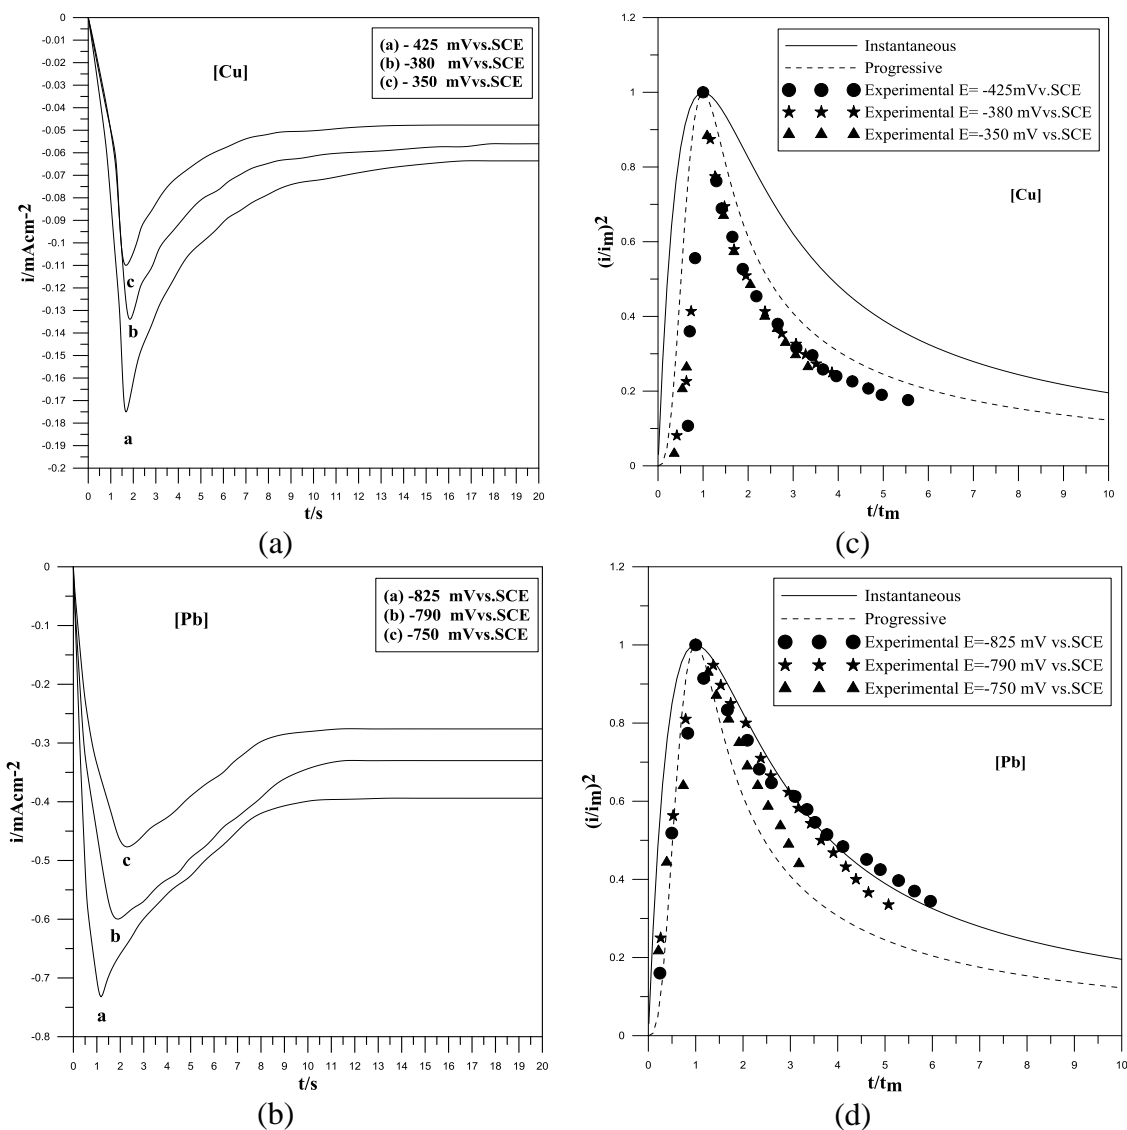 [Cu]
(a) - 425 mVvs.SCE
(b) -380 mVvs.SCE
(c) - 350 mVvs.SCE
0
-0.01
-0.02
-0.03
-0.04
-0.05
-0.06
-0.07
-0.08
-0.09
-0.1
-0.11
-0.12
-0.13
-0.14
-0.15
-0.16
-0.17
-0.18
-0.19
-0.2
i/mAcm-2
c
b
a
0 1 2 3 4 5 6 7 8 9 10 11 12 13 14 15 16 17 18 19 20
t/s
(a)
Instantaneous
Progressive
Experimental E= -425mVv.SCE
Experimental E= -380 mVvs.SCE
Experimental E=-350 mV vs.SCE
[Cu]
1.2
1
0.8
0.6
0.4
0.2
0
(i/im)2
0 1 2 3 4 5 6 7 8 9 10
t/tm
(c)
[Pb]
(a) -825 mVvs.SCE
(b) -790 mVvs.SCE
(c) -750 mVvs.SCE
0
-0.1
-0.2
-0.3
-0.4
-0.5
-0.6
-0.7
-0.8
i/mAcm-2
c
b
a
0 1 2 3 4 5 6 7 8 9 10 11 12 13 14 15 16 17 18 19 20
t/s
(b)
Instantaneous
Progressive
Experimental E=-825 mV vs.SCE
Experimental E=-790 mV vs.SCE
Experimental E=-750 mV vs.SCE
[Pb]
1.2
1
0.8
0.6
0.4
0.2
0
(i/im)2
0 1 2 3 4 5 6 7 8 9 10
t/tm
(d)